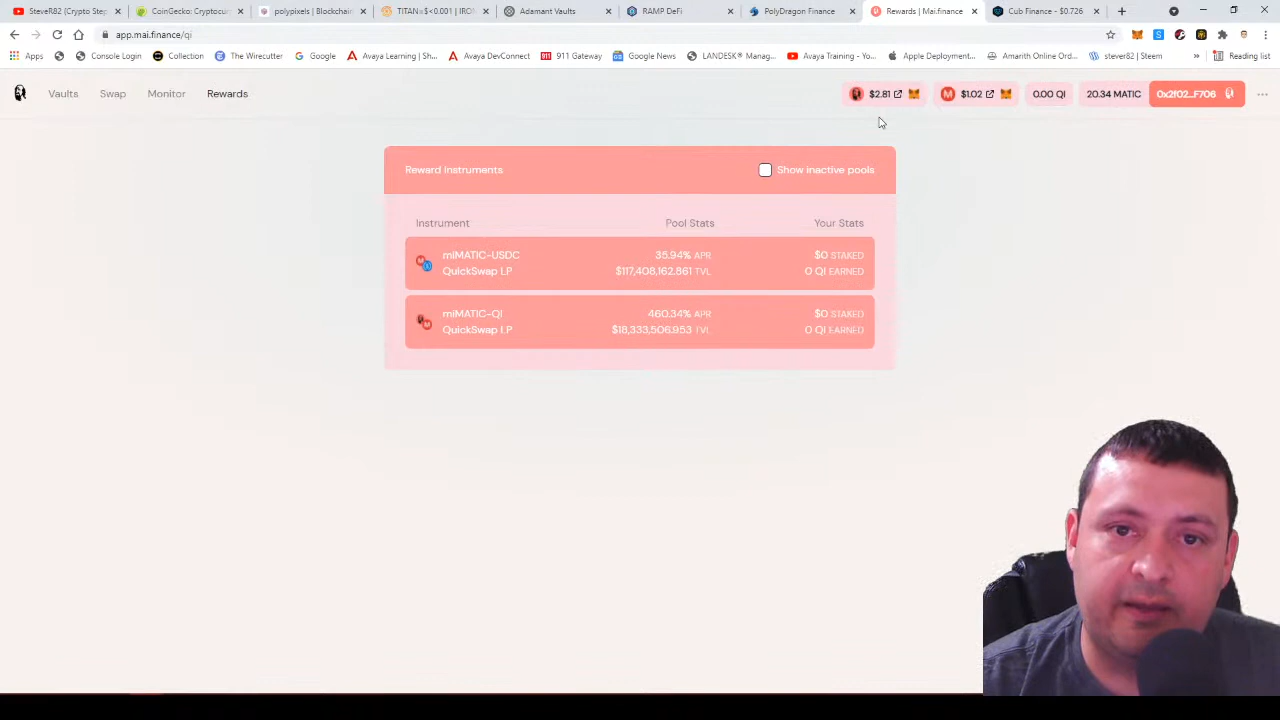 SteveR82 (Crypto Step
CoinGecko: Cryptocur
polypixels | Blockchain
TITAN=$<0.001 | IRON
Adamant Vaults
RAMP DEFI
PolyDragon Finance
Rewards | Mai.finance
Cub Finance - $0.726
app.mai.finance/qi
Apps
Console Login
Collection
The Wirecutter
Google
Avaya Learning | Sh...
Avaya DevConnect
911 Gateway
Google News
LANDESK® Manag...
Avaya Training - Yo...
Apple Deployment...
Amarith Online Ord...
stever82 | Steem
»
Reading list
Vaults
Swap
Monitor
Rewards
$2.81
$1.02
0.00 QI
20.34 MATIC
0x2f02_F706
Reward Instruments
Show inactive pools
Instrument
Pool Stats
Your Stats
miMATIC-USDC
35.94% APR
$0 STAKED
QuickSwap LP
$117,408,162.861 TVL
0 QI EARNED
miMATIC-QI
460.34% APR
$0 STAKED
QuickSwap LP
$18,333,506.953 TVL
0 QI EARNED